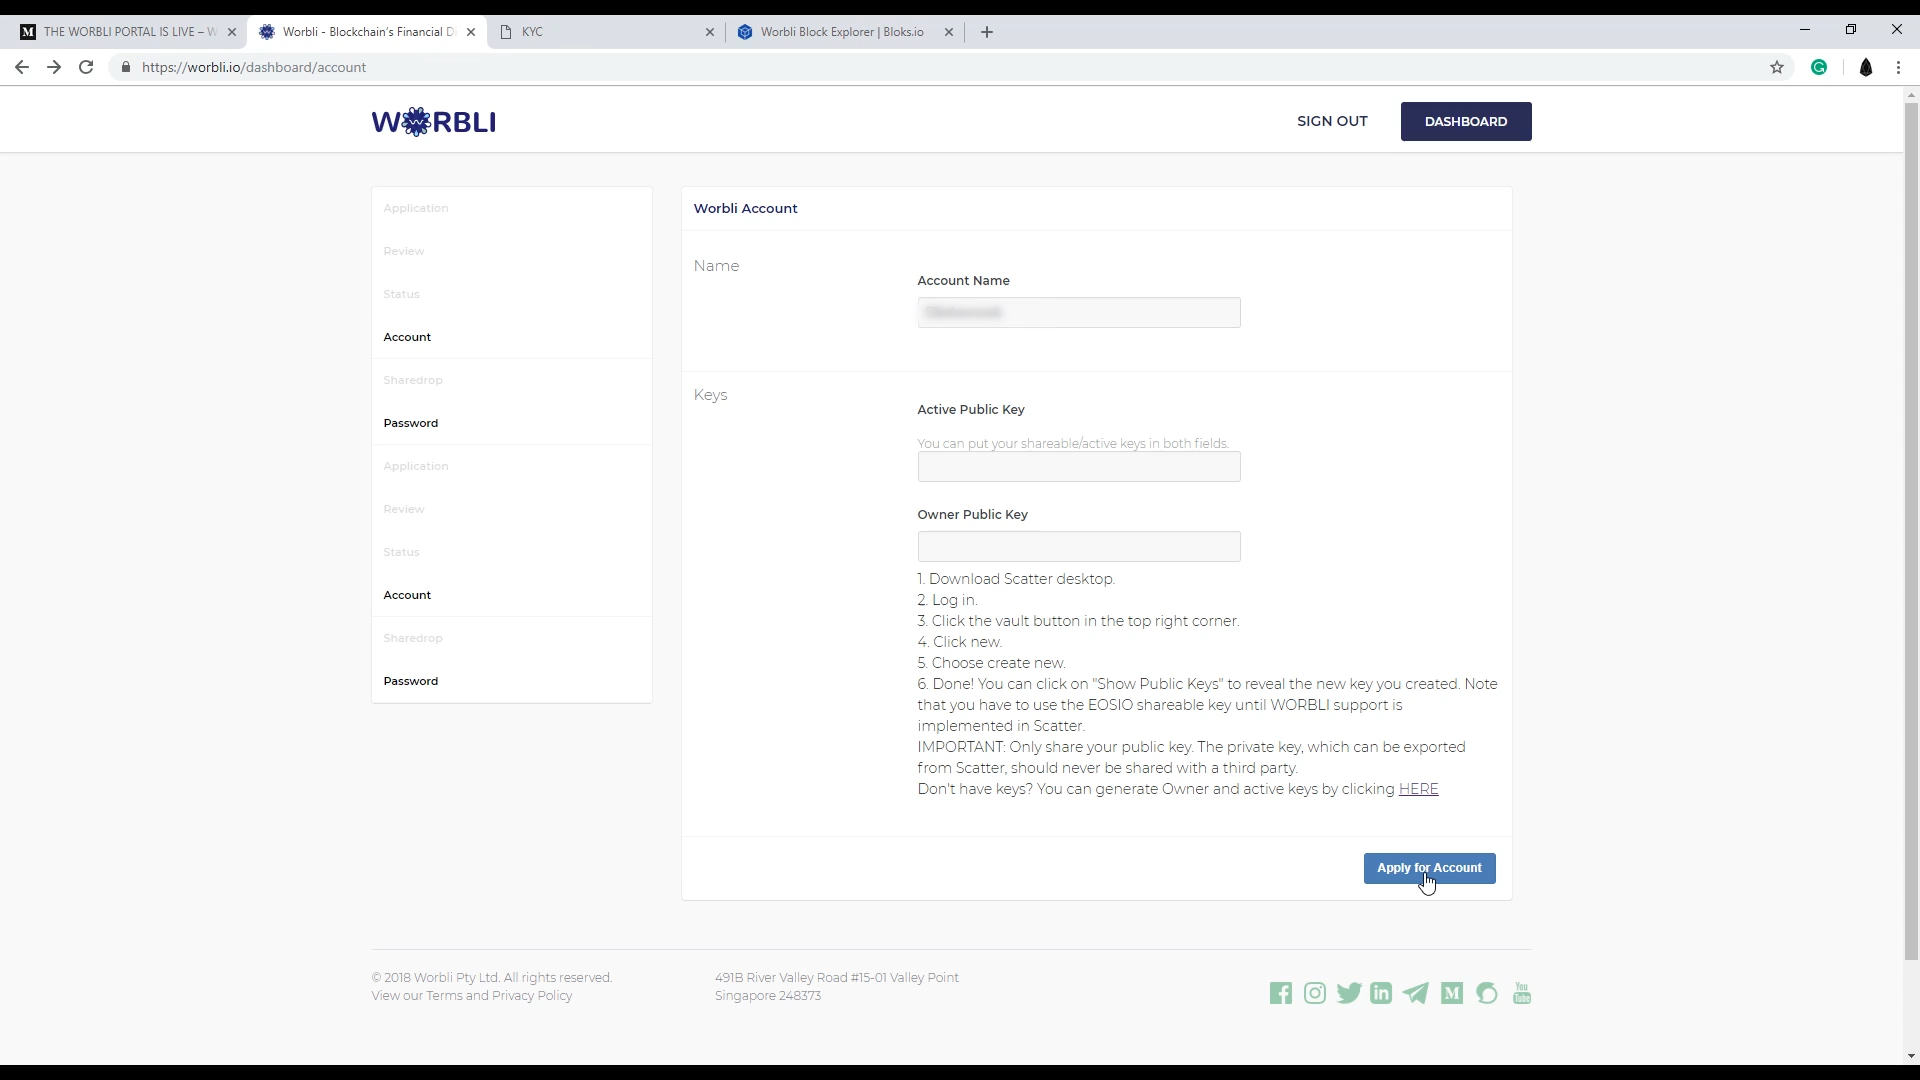 THE WORBLI PORTAL IS LIVE – W
Worbli - Blockchain's Financial D
KYC
Worbli Block Explorer | Bloks.io
https://worbli.io/dashboard/account
WORBLI
SIGN OUT
DASHBOARD
Application
Review
Status
Account
Sharedrop
Password
Application
Review
Status
Account
Sharedrop
Password
Worbli Account
Name
Account Name
Keys
Active Public Key
You can put your shareable/active keys in both fields.
Owner Public Key
1. Download Scatter desktop.
2. Log in.
3. Click the vault button in the top right corner.
4. Click new.
5. Choose create new.
6. Done! You can click on "Show Public Keys" to reveal the new key you created. Note
that you have to use the EOSIO shareable key until WORBLI support is
implemented in Scatter.
IMPORTANT: Only share your public key. The private key, which can be exported
from Scatter, should never be shared with a third party.
Don't have keys? You can generate Owner and active keys by clicking HERE
Apply for Account
© 2018 Worbli Pty Ltd. All rights reserved.
View our Terms and Privacy Policy
491B River Valley Road #15-01 Valley Point
Singapore 248373
You
Tube